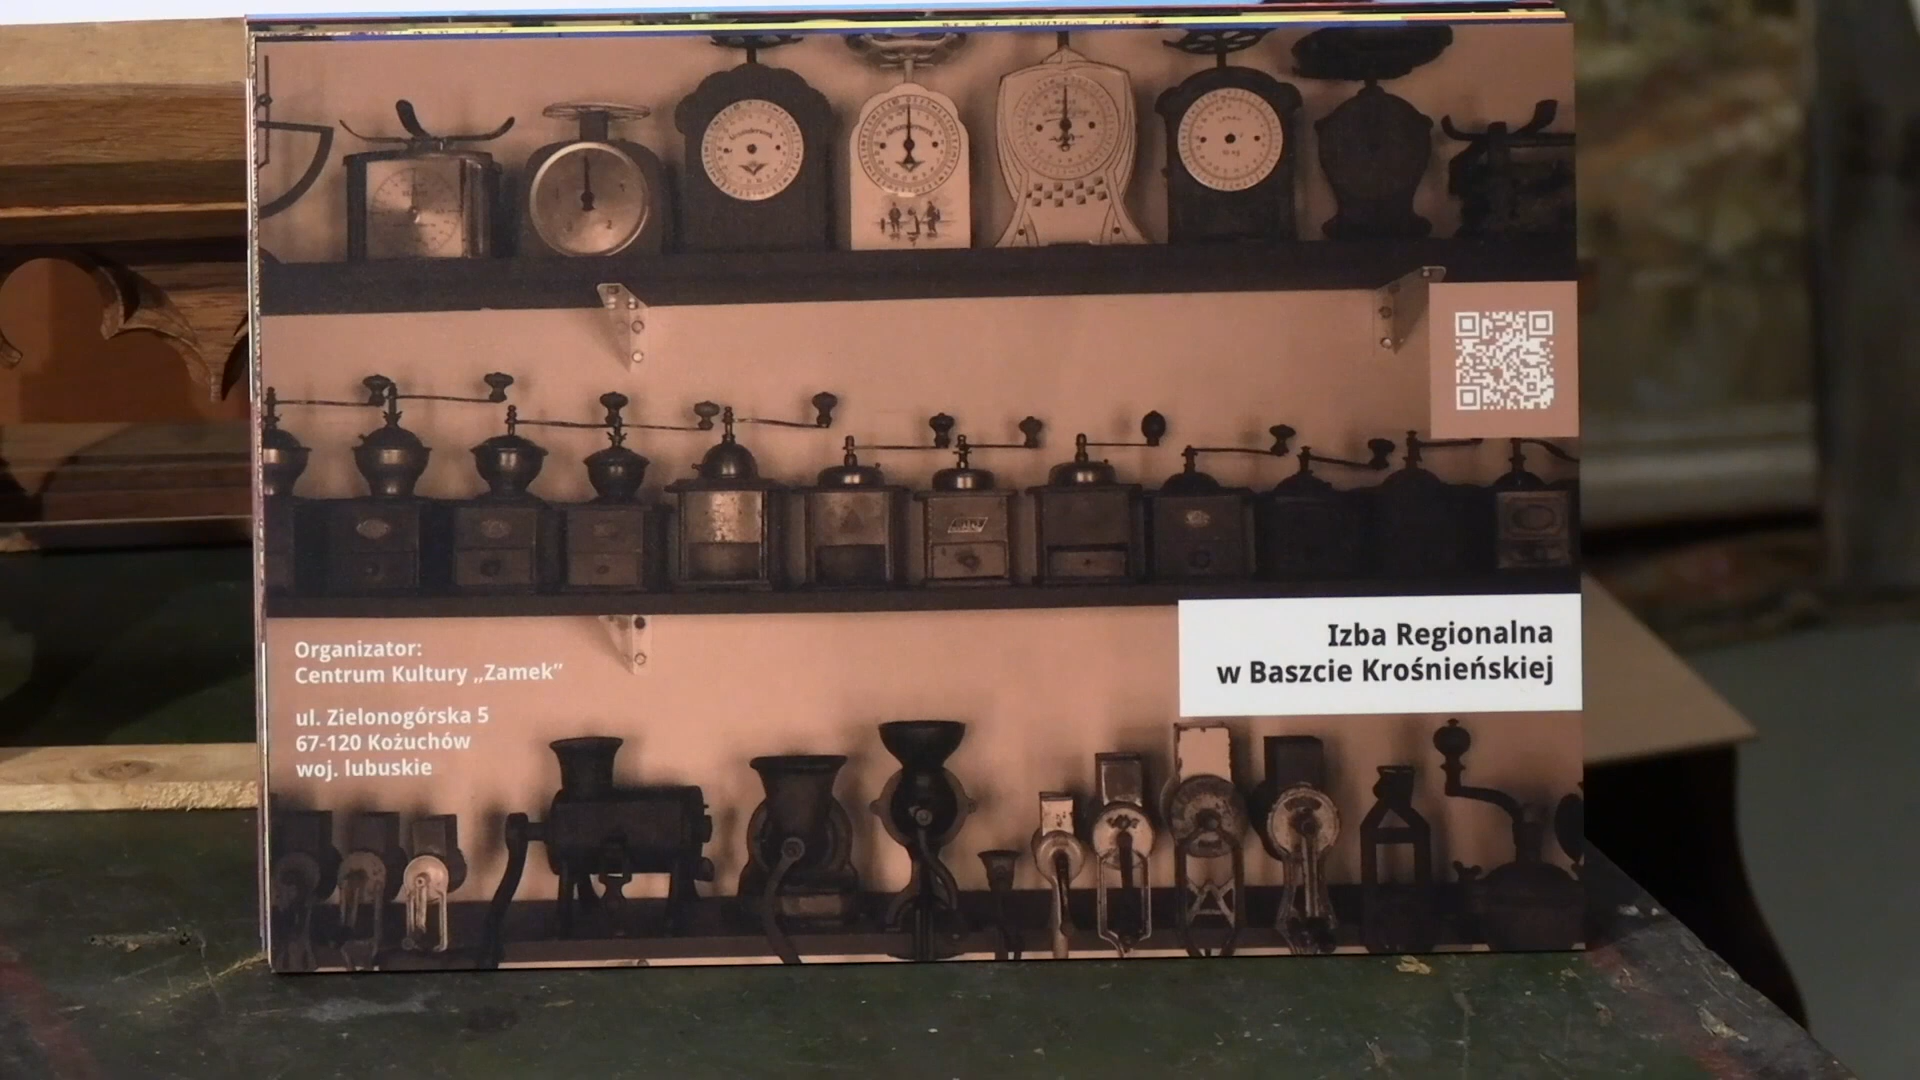 Izba Regionalna
w Baszcie Krośnieńskiej
Organizator:
Centrum Kultury „Zamek”
ul. Zielonogórska 5
67-120 Kożuchów
woj. lubuskie